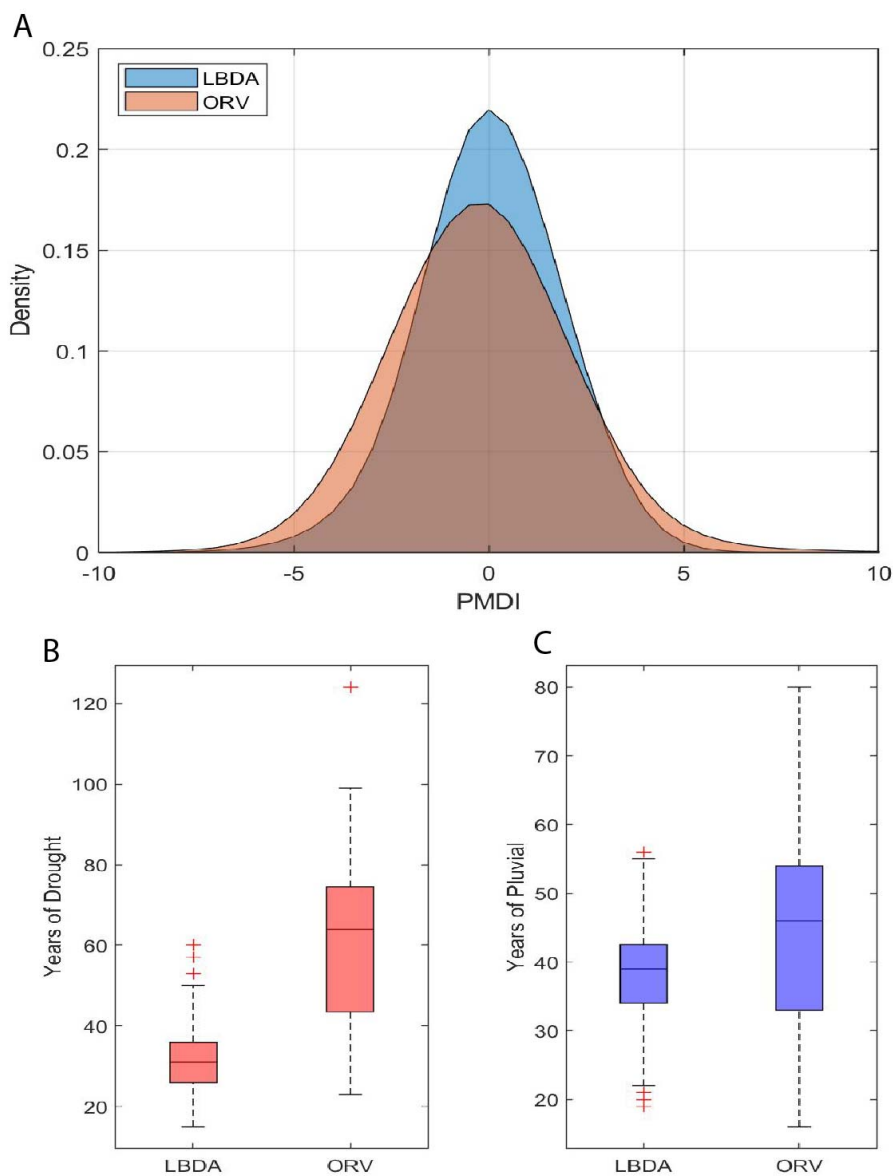 A
0.25
0.2
0.15
0.1
0.05
0
Density
LBDA
ORV
-10 -5 0 5 10
PMDI
B
120
100
80
60
40
20
Years of Drought
LBDA ORV
C
80
70
60
50
40
30
20
Years of Pluvial
LBDA ORV